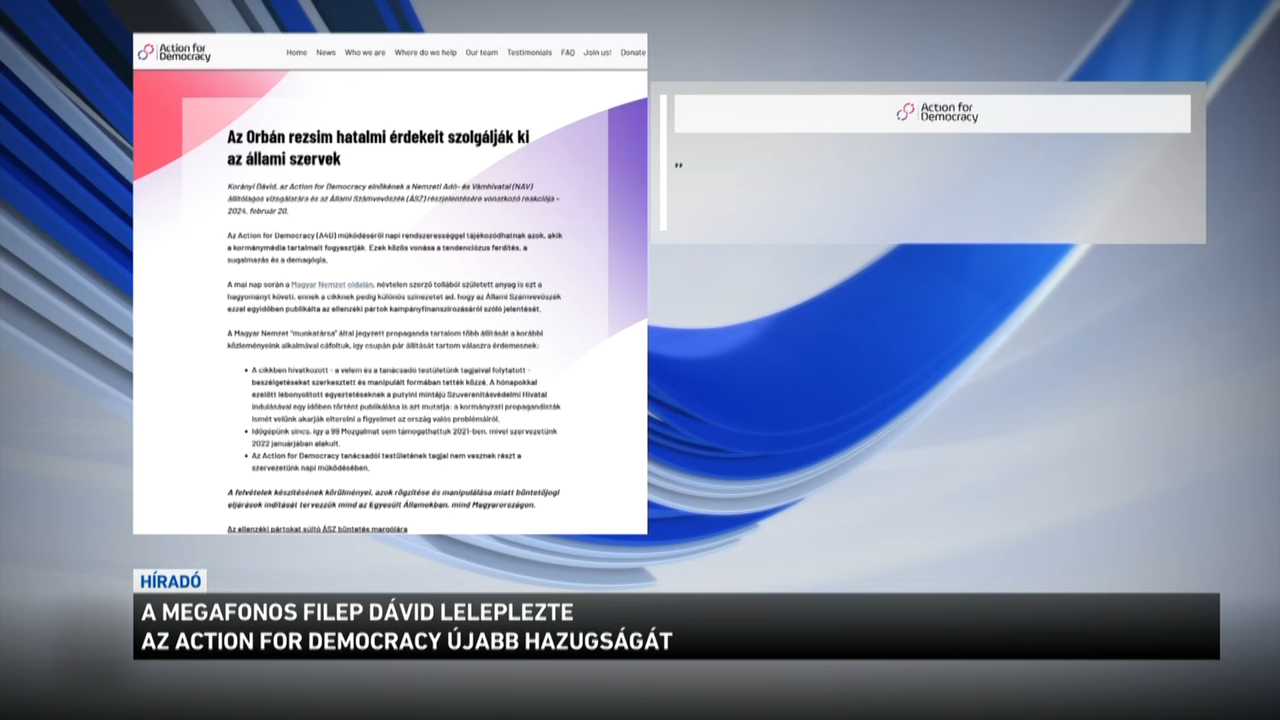 Action for
Democracy
Home News Who we are Where do we help Our team Testimonials FAQ Join us! Donate
Az Orbán rezsim hatalmi érdekeit szolgálják ki
az állami szervek
Korányi Dávid, az Action for Democracy elnökének a Nemzeti Adó- és Vámhivatal (NAV)
állítólagos vizsgálatára és az Állami Számvevőszék (ÁSZ) részjelentésére vonatkozó reakciója –
2024. február 20.
Az Action for Democracy (A4D) működéséről napi rendszerességgel tájékozódhatnak azok, akik
a kormánymédia tartalmait fogyasztják. Ezek közös vonása a tendenciózus ferdítés, a
sugalmazás és a demagógia.
A mai nap során a Magyar Nemzet oldalán, névtelen szerző tollából született anyag is ezt a
hagyományt követi, ennek a cikknek pedig különös színezetet ad, hogy az Állami Számvevőszék
ezzel egyidőben publikálta az ellenzéki pártok kampányfinanszírozásáról szóló jelentését.
A Magyar Nemzet "munkatársa" által jegyzett propaganda tartalom több állítását a korábbi
közleményeink alkalmával cáfoltuk, így csupán pár állítását tartom válaszra érdemesnek:
• A cikkben hivatkozott - a velem és a tanácsadó testületünk tagjaival folytatott -
beszélgetéseket szerkesztett és manipulált formában tették közzé. A hónapokkal
ezelőtt lebonyolított egyeztetéseknek a putyini mintájú Szuverenitásvédelmi Hivatal
indulásával egy időben történt publikálása is azt mutatja: a kormányzati propagandisták
ismét velünk akarják elterelni a figyelmet az ország valós problémáiról.
• Időgépünk sincs, így a 99 Mozgalmat sem támogathattuk 2021-ben, mivel szervezetünk
2022 januárjában alakult.
• Az Action for Democracy tanácsadói testületének tagjai nem vesznek részt a
szervezetünk napi működésében.
A felvételek készítésének körülményei, azok rögzítése és manipulálása miatt büntetőjogi
eljárások indítását tervezzük mind az Egyesült Államokban, mind Magyarországon.
Az ellenzéki pártokat sújtó ÁSZ büntetés margójára
Action for
Democracy
"
HÍRADÓ
A MEGAFONOS FILEP DÁVID LELEPLEZTE
AZ ACTION FOR DEMOCRACY ÚJABB HAZUGSÁGÁT